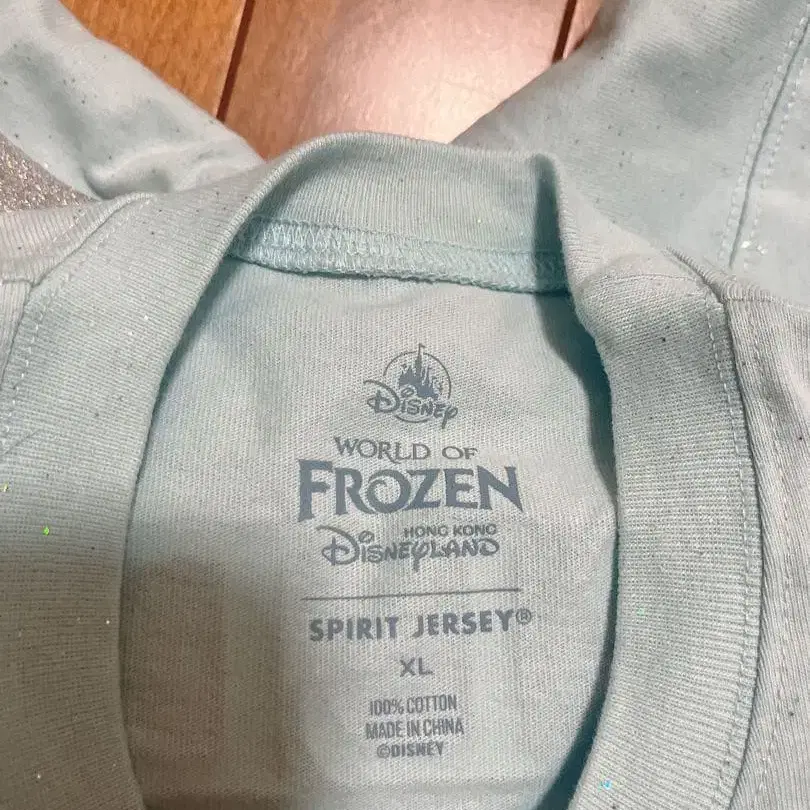 Disney
WORLD OF
FROZEN
HONG KONG
Disneyland
SPIRIT JERSEY®
XL
100% COTTON
MADE IN CHINA
©DISNEY